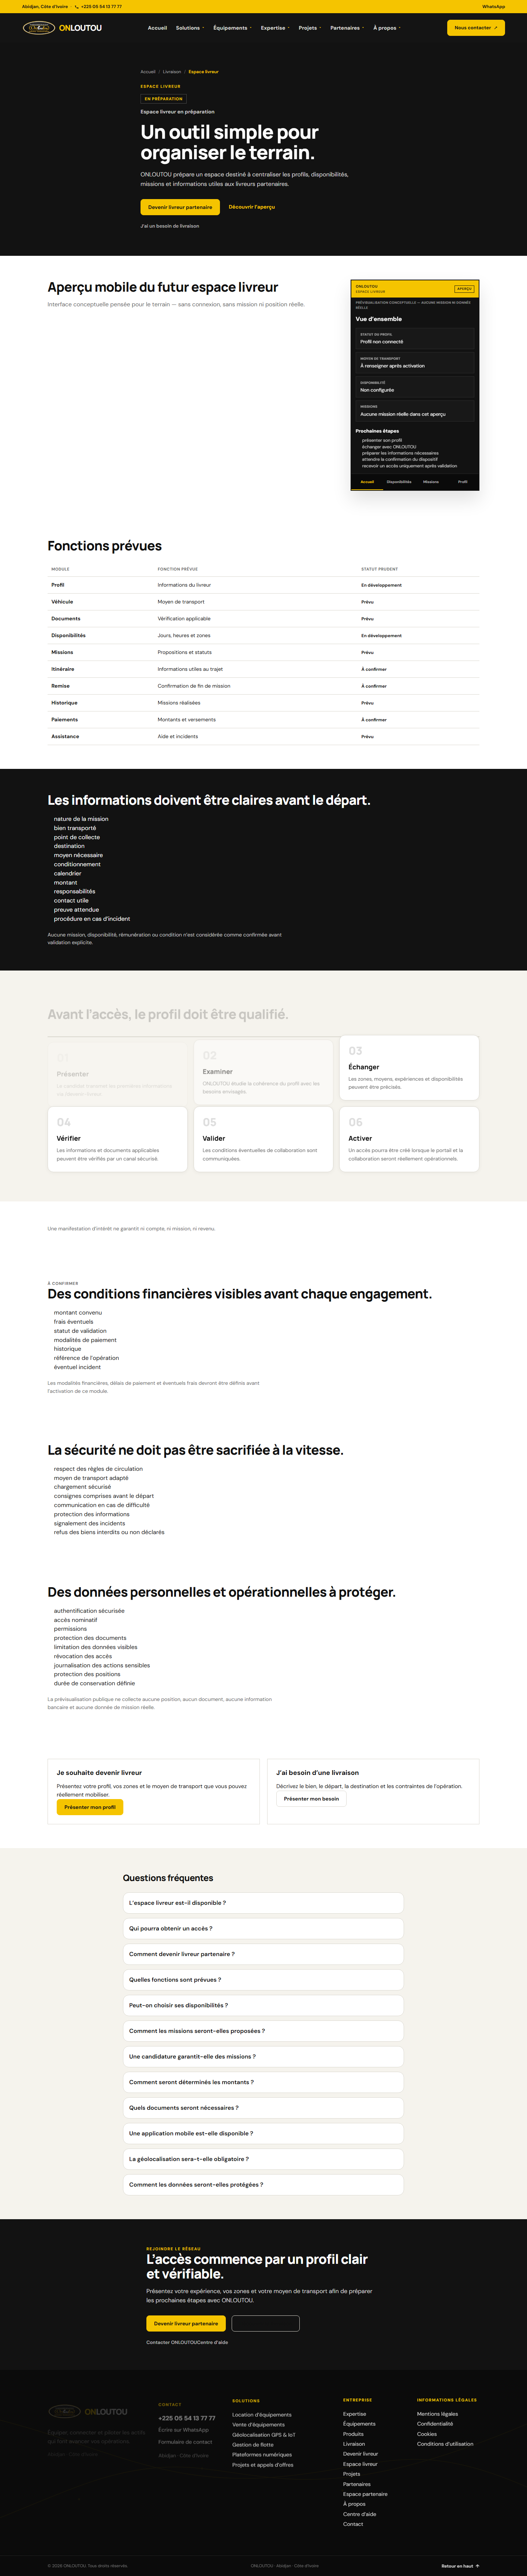 Abidjan, Côte d'Ivoire +225 05 54 13 77 77 WhatsApp
ONLOUTOU Accueil Solutions Équipements Expertise Projets Partenaires À propos Nous contacter ↗
Accueil / Livraison / Espace livreur
ESPACE LIVREUR
EN PRÉPARATION
Espace livreur en préparation
Un outil simple pour
organiser le terrain.
ONLOUTOU prépare un espace destiné à centraliser les profils, disponibilités,
missions et informations utiles aux livreurs partenaires.
Devenir livreur partenaire Découvrir l'aperçu
J'ai un besoin de livraison
Aperçu mobile du futur espace livreur
Interface conceptuelle pensée pour le terrain — sans connexion, sans mission ni position réelle.
ONLOUTOU
ESPACE LIVREUR
APERÇU
PRÉVISUALISATION CONCEPTUELLE — AUCUNE MISSION NI DONNÉE
RÉELLE
Vue d'ensemble
STATUT DU PROFIL
Profil non connecté
MOYEN DE TRANSPORT
À renseigner après activation
DISPONIBILITÉ
Non configurés
MISSIONS
Aucune mission réelle dans cet aperçu
Prochaines étapes
présenter son profil
échanger avec ONLOUTOU
préparer les informations nécessaires
attendre la confirmation du dispositif
recevoir un accès uniquement après validation
Accueil Disponibilités Missions Profil
Fonctions prévues
MODULE FONCTION PRÉVUE STATUT PRUDENT
Profil Informations du livreur En développement
Véhicule Moyen de transport Prévu
Documents Vérification applicable Prévu
Disponibilités Jours, heures et zones En développement
Missions Propositions et statuts Prévu
Itinéraire Informations utiles au trajet À confirmer
Remise Confirmation de fin de mission À confirmer
Historique Missions réalisées Prévu
Paiements Montants et versements À confirmer
Assistance Aide et incidents Prévu
Les informations doivent être claires avant le départ.
nature de la mission
bien transporté
point de collecte
destination
moyen nécessaire
conditionnement
calendrier
montant
responsabilités
contact utile
preuve attendue
procédure en cas d'incident
Aucune mission, disponibilité, rémunération ou condition n'est considérée comme confirmée avant
validation explicite.
Avant l'accès, le profil doit être qualifié.
01
Présenter
02
Examiner
ONLOUTOU étudie la cohérence du profil avec les
besoins envisagés.
03
Échanger
Les zones, moyens, expériences et disponibilités
peuvent être précisés.
04
Vérifier
Les informations et documents applicables
peuvent être vérifiés par un canal sécurisé.
05
Valider
Les conditions éventuelles de collaboration sont
communiquées.
06
Activer
Un accès pourra être créé lorsque le portail et la
collaboration seront réellement opérationnels.
Une manifestation d'intérêt ne garantit ni compte, ni mission, ni revenu.
À CONFIRMER
Des conditions financières visibles avant chaque engagement.
montant convenu
frais éventuels
statut de validation
modalités de paiement
historique
référence de l'opération
éventuel incident
Les modalités financières, délais de paiement et éventuels frais devront être définis avant
l'activation de ce module.
La sécurité ne doit pas être sacrifiée à la vitesse.
respect des règles de circulation
moyen de transport adapté
chargement sécurisé
consignes comprises avant le départ
communication en cas de difficulté
protection des informations
signalement des incidents
refus des biens interdits ou non déclarés
Des données personnelles et opérationnelles à protéger.
authentification sécurisée
accès nominatif
permissions
protection des documents
limitation des données visibles
révocation des accès
journalisation des actions sensibles
protection des positions
durée de conservation définie
La prévisualisation publique ne collecte aucune position, aucun document, aucune information
bancaire et aucune donnée de mission réelle.
Je souhaite devenir livreur
Présentez votre profil, vos zones et le moyen de transport que vous pouvez
réellement mobiliser.
Présenter mon profil
J'ai besoin d'une livraison
Décrivez le bien, le départ, la destination et les contraintes de l'opération.
Présenter mon besoin
Questions fréquentes
L'espace livreur est-il disponible ?
Qui pourra obtenir un accès ?
Comment devenir livreur partenaire ?
Quelles fonctions sont prévues ?
Peut-on choisir ses disponibilités ?
Comment les missions seront-elles proposées ?
Une candidature garantit-elle des missions ?
Comment seront déterminés les montants ?
Quels documents seront nécessaires ?
Une application mobile est-elle disponible ?
La géolocalisation sera-t-elle obligatoire ?
Comment les données seront-elles protégées ?
REJOINDRE LE RÉSEAU
L'accès commence par un profil clair
et vérifiable.
Présentez votre expérience, vos zones et votre moyen de transport afin de préparer
les prochaines étapes avec ONLOUTOU.
Devenir livreur partenaire
Contacter ONLOUTOUCentre d'aide
ONLOUTOU
CONTACT
+225 05 54 13 77 77
Écrire sur WhatsApp
Formulaire de contact
Abidjan · Côte d'Ivoire
SOLUTIONS
Location d'équipements
Vente d'équipements
Géolocalisation GPS & IoT
Gestion de flotte
Plateformes numériques
Projets et appels d'offres
ENTREPRISE
Expertise
Équipements
Produits
Livraison
Devenir livreur
Espace livreur
Projets
Partenaires
Espace partenaire
À propos
Centre d'aide
Contact
INFORMATIONS LÉGALES
Mentions légales
Confidentialité
Cookies
Conditions d'utilisation
© 2026 ONLOUTOU. Tous droits réservés. ONLOUTOU · Abidjan · Côte d'Ivoire Retour en haut ↑